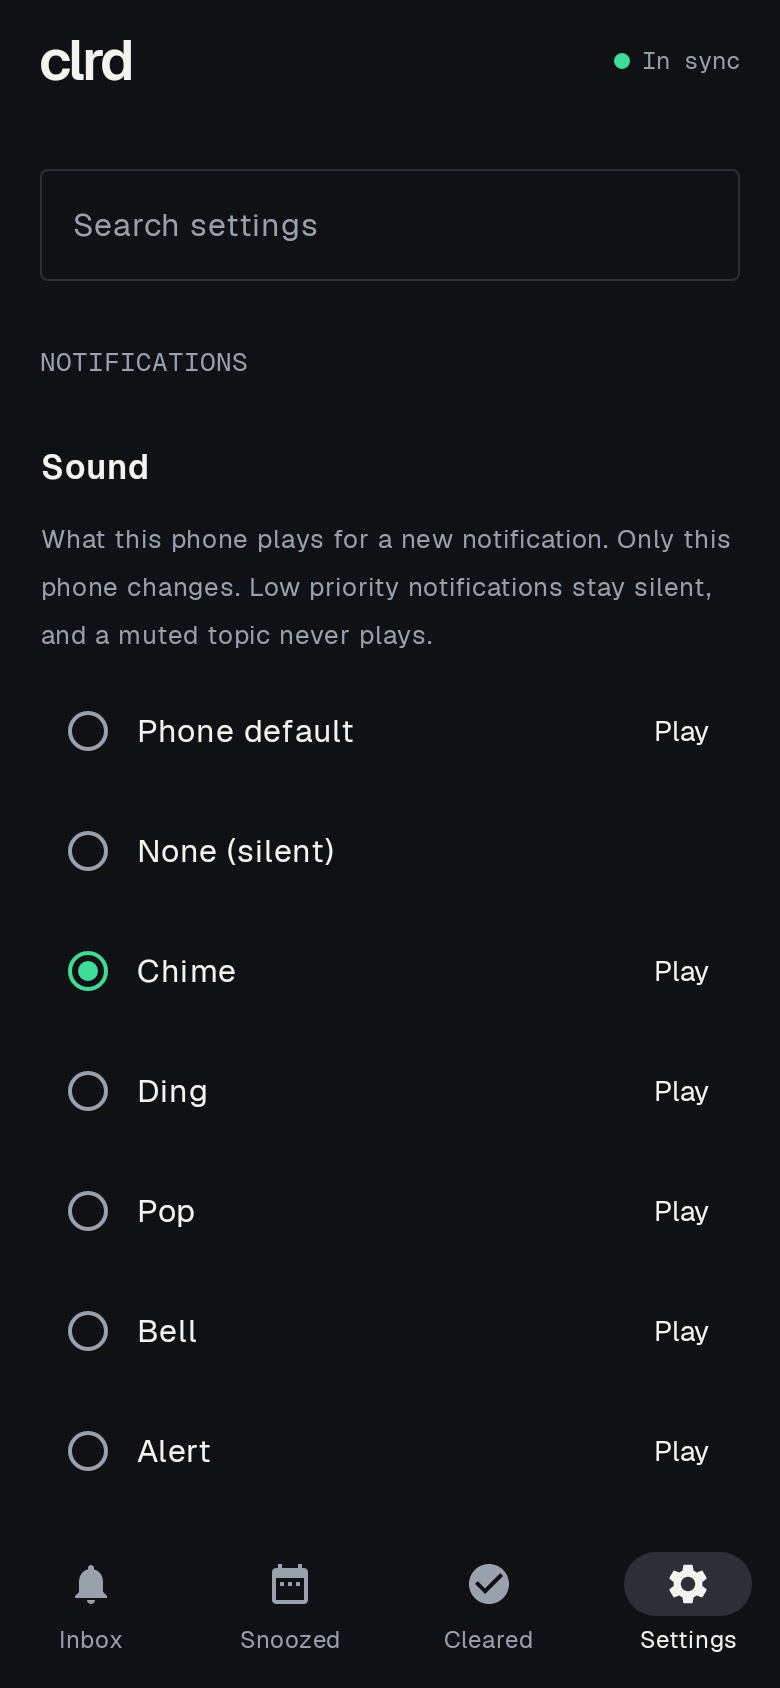 clrd
In sync
Search settings
NOTIFICATIONS
Sound
What this phone plays for a new notification. Only this
phone changes. Low priority notifications stay silent,
and a muted topic never plays.
Phone default Play
None (silent)
Chime Play
Ding Play
Pop Play
Bell Play
Alert Play
Inbox Snoozed Cleared Settings